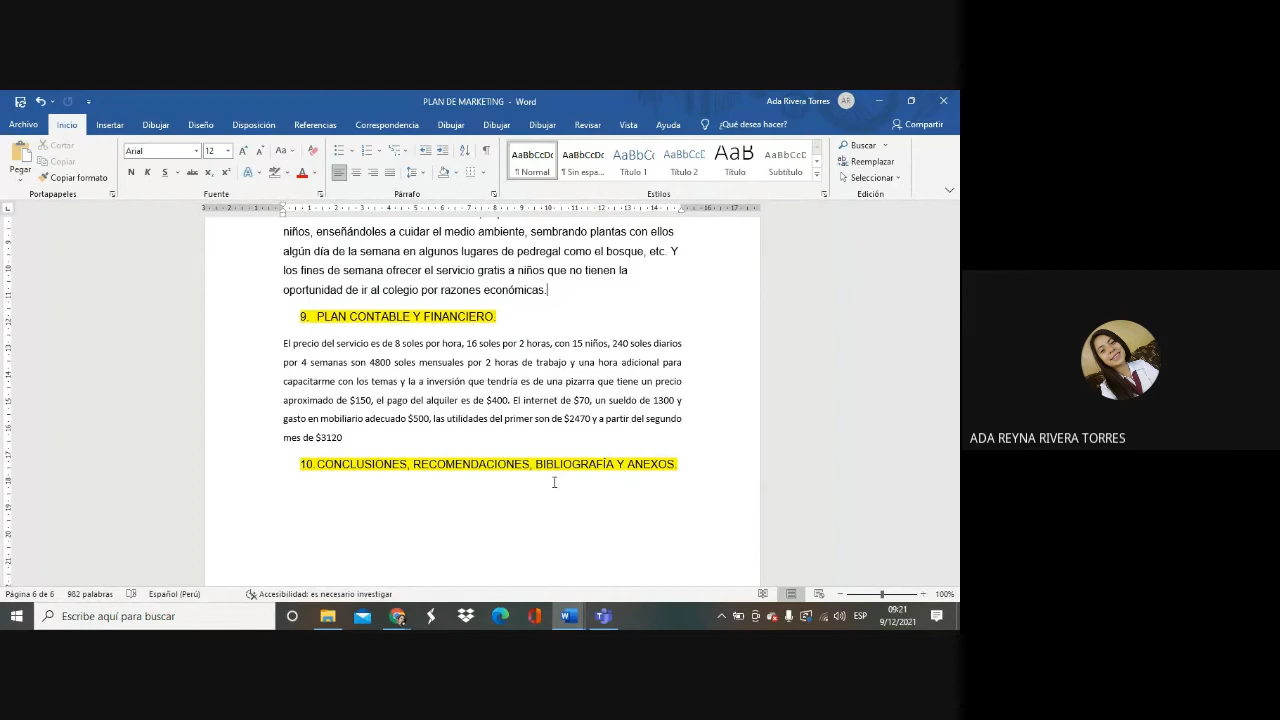 PLAN DE MARKETING - Word
Ada Rivera Torres
AR
Archivo Inicio Insertar Dibujar Diseño Disposición Referencias Correspondencia Dibujar Dibujar Dibujar Revisar Vista Ayuda ¿Qué desea hacer? Compartir
Cortar
Copiar
Copiar formato
Pegar
Portapapeles
Arial 12
N K S
Fuente
Párrafo
AaBbCcDc AaBbCcDc AaBbCc AaBbCcD AaB AaBbCcD
¶ Normal ¶ Sin espa... Título 1 Título 2 Título Subtítulo
Estilos
Buscar
Reemplazar
Seleccionar
Edición
niños, enseñándoles a cuidar el medio ambiente, sembrando plantas con ellos
algún día de la semana en algunos lugares de pedregal como el bosque, etc. Y
los fines de semana ofrecer el servicio gratis a niños que no tienen la
oportunidad de ir al colegio por razones económicas.
9. PLAN CONTABLE Y FINANCIERO.
El precio del servicio es de 8 soles por hora, 16 soles por 2 horas, con 15 niños, 240 soles diarios
por 4 semanas son 4800 soles mensuales por 2 horas de trabajo y una hora adicional para
capacitarme con los temas y la a inversión que tendría es de una pizarra que tiene un precio
aproximado de $150, el pago del alquiler es de $400. El internet de $70, un sueldo de 1300 y
gasto en mobiliario adecuado $500, las utilidades del primer son de $2470 y a partir del segundo
mes de $3120
10. CONCLUSIONES, RECOMENDACIONES, BIBLIOGRAFÍA Y ANEXOS.
Página 6 de 6 982 palabras Español (Perú) Accesibilidad: es necesario investigar 100%
Escribe aquí para buscar
ESP
09:21
9/12/2021
ADA REYNA RIVERA TORRES